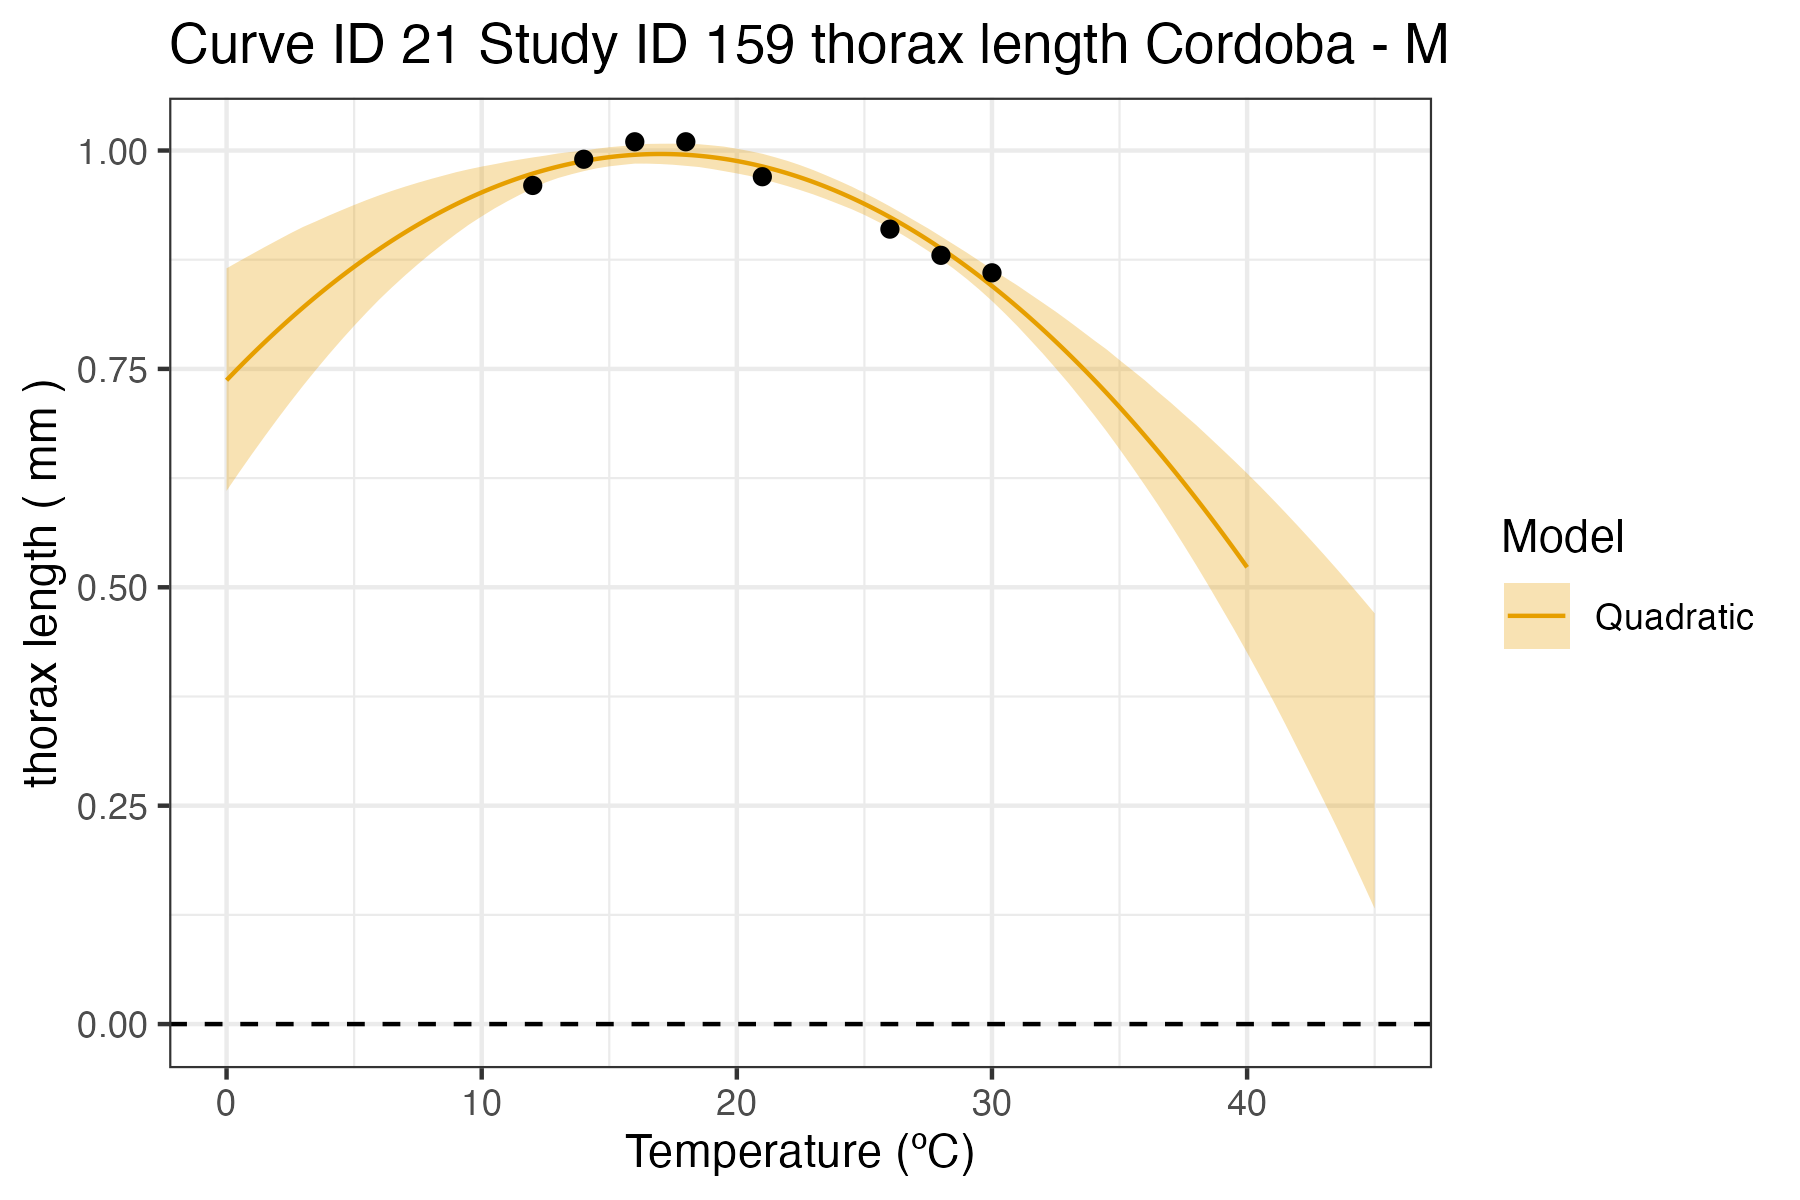 Curve ID 21 Study ID 159 thorax length Cordoba - M
thorax length ( mm )
1.00
0.75
0.50
0.25
0.00
0 10 20 30 40
Temperature (ºC)
Model
Quadratic